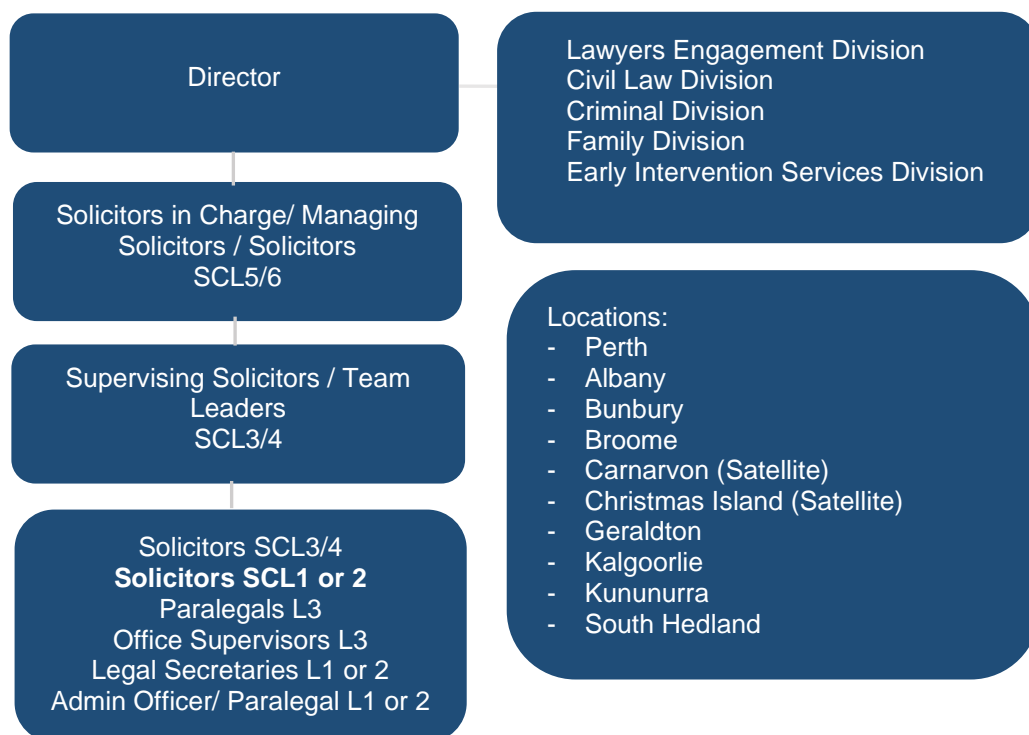 Director
Lawyers Engagement Division
Civil Law Division
Criminal Division
Family Division
Early Intervention Services Division
Solicitors in Charge/ Managing
Solicitors / Solicitors
SCL5/6
Supervising Solicitors / Team
Leaders
SCL3/4
Solicitors SCL3/4
Solicitors SCL1 or 2
Paralegals L3
Office Supervisors L3
Legal Secretaries L1 or 2
Admin Officer/ Paralegal L1 or 2
Locations:
- Perth
- Albany
- Bunbury
- Broome
- Carnarvon (Satellite)
- Christmas Island (Satellite)
- Geraldton
- Kalgoorlie
- Kununurra
- South Hedland